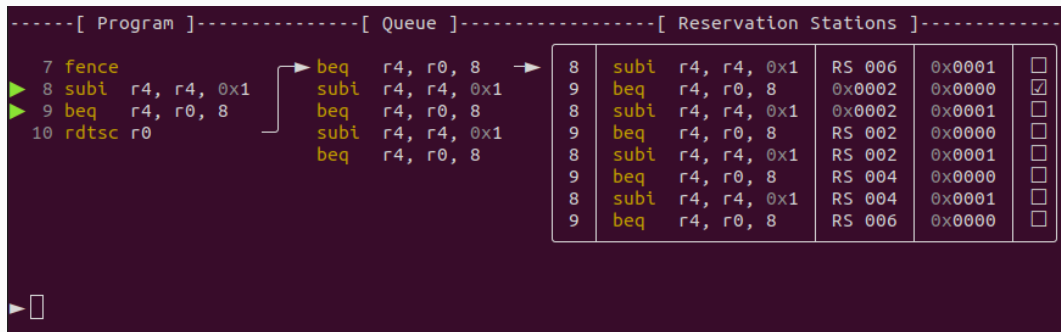 ------[ Program ]---------------[ Queue ]------------------[ Reservation Stations ]-------------
7 fence beq r4, r0, 8 8 subi r4, r4, 0x1 RS 006 0x0001 ☐
8 subi r4, r4, 0x1 subi r4, r4, 0x1 9 beq r4, r0, 8 0x0002 0x0000 ☑
9 beq r4, r0, 8 beq r4, r0, 8 8 subi r4, r4, 0x1 0x0002 0x0001 ☐
10 rdtsc r0 subi r4, r4, 0x1 9 beq r4, r0, 8 RS 002 0x0000 ☐
beq r4, r0, 8 8 subi r4, r4, 0x1 RS 002 0x0001 ☐
9 beq r4, r0, 8 RS 004 0x0000 ☐
8 subi r4, r4, 0x1 RS 004 0x0001 ☐
9 beq r4, r0, 8 RS 006 0x0000 ☐